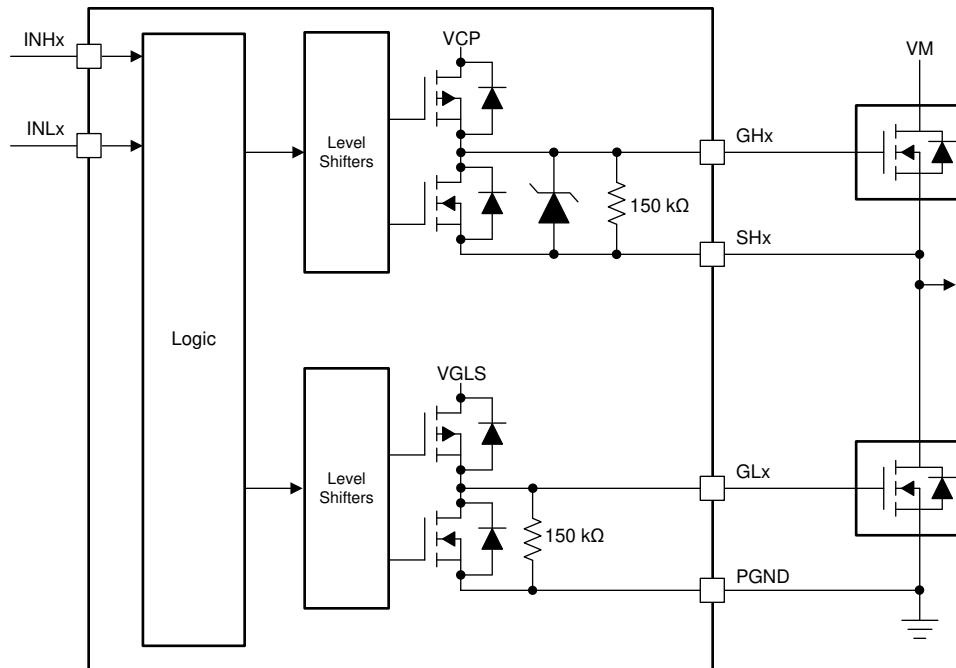 INHx
INLx
Logic
Level
Shifters
VCP
150 kΩ
GHx
SHx
VM
Level
Shifters
VGLS
150 kΩ
GLx
PGND